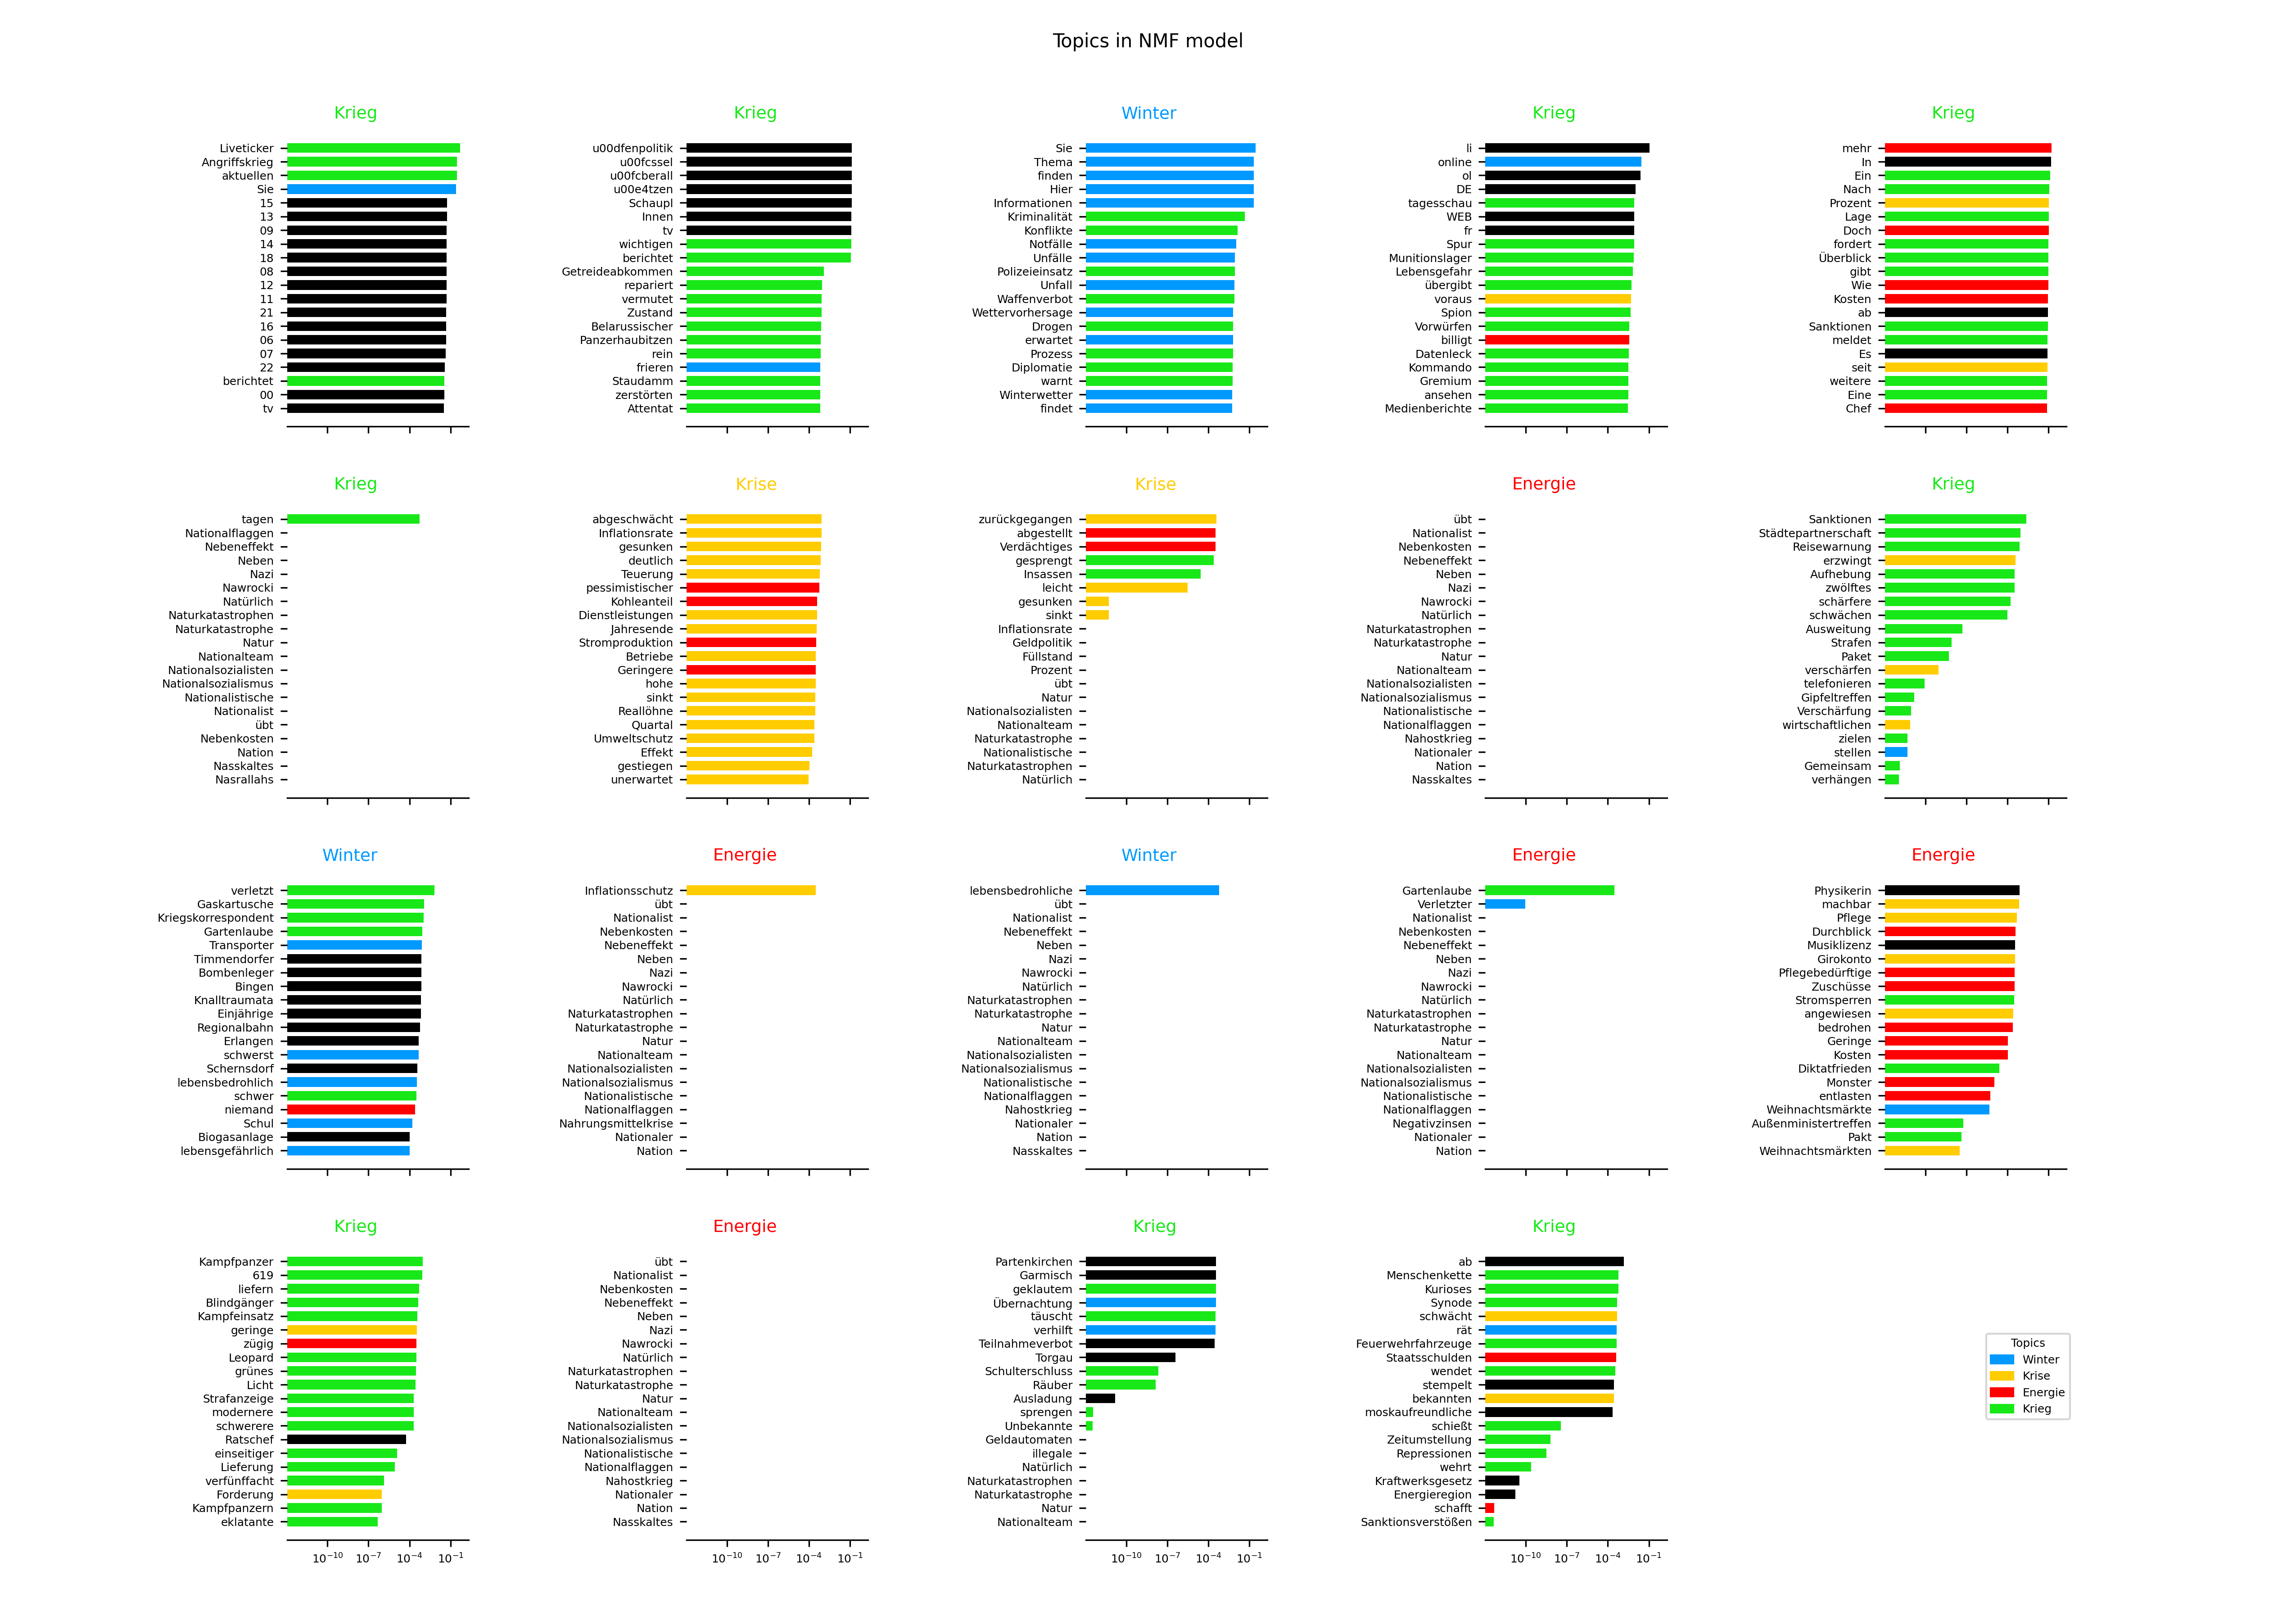 Topics in NMF model
Krieg
Liveticker
Angriffskrieg
aktuellen
Sie
15
13
09
14
18
08
12
11
21
16
06
07
22
berichtet
00
tv
Krieg
u00dfenpolitik
u00fcssel
u00fcberall
u00e4tzen
Schaupl
Innen
tv
wichtigen
berichtet
Getreideabkommen
repariert
vermutet
Zustand
Belarussischer
Panzerhaubitzen
rein
frieren
Staudamm
zerstörten
Attentat
Winter
Sie
Thema
finden
Hier
Informationen
Kriminalität
Konflikte
Notfälle
Unfälle
Polizeieinsatz
Unfall
Waffenverbot
Wettervorhersage
Drogen
erwartet
Prozess
Diplomatie
warnt
Winterwetter
findet
Krieg
li
online
ol
DE
tagesschau
WEB
fr
Spur
Munitionslager
Lebensgefahr
übergibt
voraus
Spion
Vorwürfen
billigt
Datenleck
Kommando
Gremium
ansehen
Medienberichte
Krieg
mehr
In
Ein
Nach
Prozent
Lage
Doch
fordert
Überblick
gibt
Wie
Kosten
ab
Sanktionen
meldet
Es
seit
weitere
Eine
Chef
Krieg
tagen
Nationalflaggen
Nebeneffekt
Neben
Nazi
Nawrocki
Natürlich
Naturkatastrophen
Naturkatastrophe
Natur
Nationalteam
Nationalsozialisten
Nationalsozialismus
Nationalistische
Nationalist
übt
Nebenkosten
Nation
Nasskaltes
Nasrallahs
Krise
abgeschwächt
Inflationsrate
gesunken
deutlich
Teuerung
pessimistischer
Kohleanteil
Dienstleistungen
Jahresende
Stromproduktion
Betriebe
Geringere
hohe
sinkt
Reallöhne
Quartal
Umweltschutz
Effekt
gestiegen
unerwartet
Krise
zurückgegangen
abgestellt
Verdächtiges
gesprengt
Insassen
leicht
gesunken
sinkt
Inflationsrate
Geldpolitik
Füllstand
Prozent
übt
Natur
Nationalsozialisten
Nationalteam
Naturkatastrophe
Nationalistische
Naturkatastrophen
Natürlich
Energie
übt
Nationalist
Nebenkosten
Nebeneffekt
Neben
Nazi
Nawrocki
Natürlich
Naturkatastrophen
Naturkatastrophe
Natur
Nationalteam
Nationalsozialisten
Nationalsozialismus
Nationalistische
Nationalflaggen
Nahostkrieg
Nationaler
Nation
Nasskaltes
Krieg
Sanktionen
Städtepartnerschaft
Reisewarnung
erzwingt
Aufhebung
zwölftes
schärfere
schwächen
Ausweitung
Strafen
Paket
verschärfen
telefonieren
Gipfeltreffen
Verschärfung
wirtschaftlichen
zielen
stellen
Gemeinsam
verhängen
Winter
verletzt
Gaskartusche
Kriegskorrespondent
Gartenlaube
Transporter
Timmendorfer
Bombenleger
Bingen
Knalltraumata
Einjährige
Regionalbahn
Erlangen
schwerst
Schernsdorf
lebensbedrohlich
schwer
niemand
Schul
Biogasanlage
lebensgefährlich
Energie
Inflationsschutz
übt
Nationalist
Nebenkosten
Nebeneffekt
Neben
Nazi
Nawrocki
Natürlich
Naturkatastrophen
Naturkatastrophe
Natur
Nationalteam
Nationalsozialisten
Nationalsozialismus
Nationalistische
Nationalflaggen
Nahrungsmittelkrise
Nationaler
Nation
Winter
lebensbedrohliche
übt
Nationalist
Nebeneffekt
Neben
Nazi
Nawrocki
Natürlich
Naturkatastrophen
Naturkatastrophe
Natur
Nationalteam
Nationalsozialisten
Nationalsozialismus
Nationalistische
Nationalflaggen
Nahostkrieg
Nationaler
Nation
Nasskaltes
Energie
Gartenlaube
Verletzter
Nationalist
Nebenkosten
Nebeneffekt
Neben
Nazi
Nawrocki
Natürlich
Naturkatastrophen
Naturkatastrophe
Natur
Nationalteam
Nationalsozialisten
Nationalsozialismus
Nationalistische
Nationalflaggen
Negativzinsen
Nationaler
Nation
Energie
Physikerin
machbar
Pflege
Durchblick
Musiklizenz
Girokonto
Pflegebedürftige
Zuschüsse
Stromsperren
angewiesen
bedrohen
Geringe
Kosten
Diktatfrieden
Monster
entlasten
Weihnachtsmärkte
Außenministertreffen
Pakt
Weihnachtsmärkten
Krieg
Kampfpanzer
619
liefern
Blindgänger
Kampfeinsatz
geringe
zügig
Leopard
grünes
Licht
Strafanzeige
modernere
schwerere
Ratschef
einseitiger
Lieferung
verfünffacht
Forderung
Kampfpanzern
eklatante
10⁻¹⁰ 10⁻⁷ 10⁻⁴ 10⁻¹
Energie
übt
Nationalist
Nebenkosten
Nebeneffekt
Neben
Nazi
Nawrocki
Natürlich
Naturkatastrophen
Naturkatastrophe
Natur
Nationalteam
Nationalsozialisten
Nationalsozialismus
Nationalistische
Nationalflaggen
Nahostkrieg
Nationaler
Nation
Nasskaltes
10⁻¹⁰ 10⁻⁷ 10⁻⁴ 10⁻¹
Krieg
Partenkirchen
Garmisch
geklautem
Übernachtung
täuscht
verhilft
Teilnahmeverbot
Torgau
Schulterschluss
Räuber
Ausladung
sprengen
Unbekannte
Geldautomaten
illegale
Natürlich
Naturkatastrophen
Naturkatastrophe
Natur
Nationalteam
10⁻¹⁰ 10⁻⁷ 10⁻⁴ 10⁻¹
Krieg
ab
Menschenkette
Kurioses
Synode
schwächt
rät
Feuerwehrfahrzeuge
Staatsschulden
wendet
stempelt
bekannten
moskaufreundliche
schießt
Zeitumstellung
Repressionen
wehrt
Kraftwerksgesetz
Energieregion
schafft
Sanktionsverstößen
10⁻¹⁰ 10⁻⁷ 10⁻⁴ 10⁻¹
Topics
Winter
Krise
Energie
Krieg